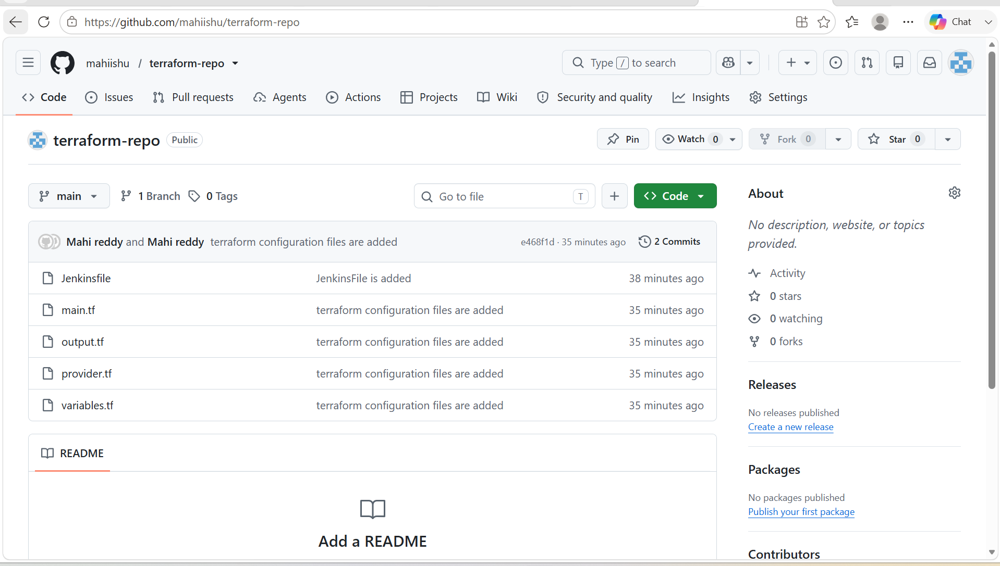 https://github.com/mahiishu/terraform-repo
Chat
mahiishu / terraform-repo
Type / to search
Code Issues Pull requests Agents Actions Projects Wiki Security and quality Insights Settings
terraform-repo Public
Pin Watch 0 Fork 0 Star 0
main 1 Branch 0 Tags
Go to file T
Code
Mahi reddy and Mahi reddy terraform configuration files are added e468f1d · 35 minutes ago 2 Commits
Jenkinsfile JenkinsFile is added 38 minutes ago
main.tf terraform configuration files are added 35 minutes ago
output.tf terraform configuration files are added 35 minutes ago
provider.tf terraform configuration files are added 35 minutes ago
variables.tf terraform configuration files are added 35 minutes ago
README
Add a README
About
No description, website, or topics
provided.
Activity
0 stars
0 watching
0 forks
Releases
No releases published
Create a new release
Packages
No packages published
Publish your first package
Contributors